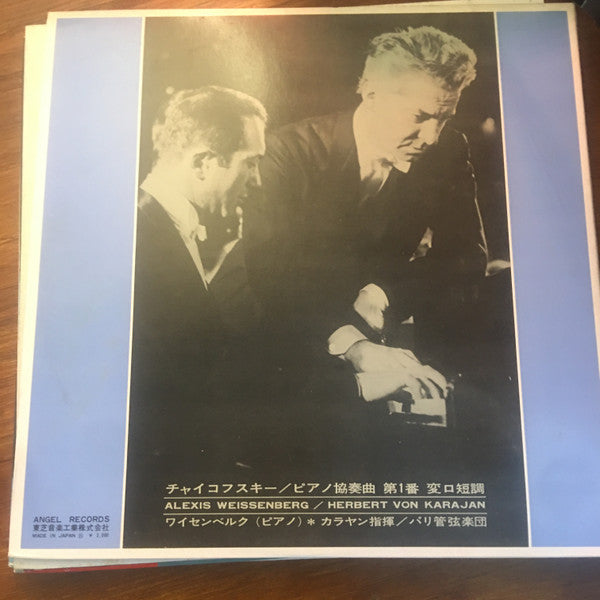 チャイコフスキー/ピアノ協奏曲 第1番 変ロ短調
ALEXIS WEISSENBERG / HERBERT VON KARAJAN
ワイセンベルク(ピアノ)* カラヤン指揮/パリ管弦楽団
ANGEL RECORDS
東芝音楽工業株式会社
MADE IN JAPAN ¥ 2,000